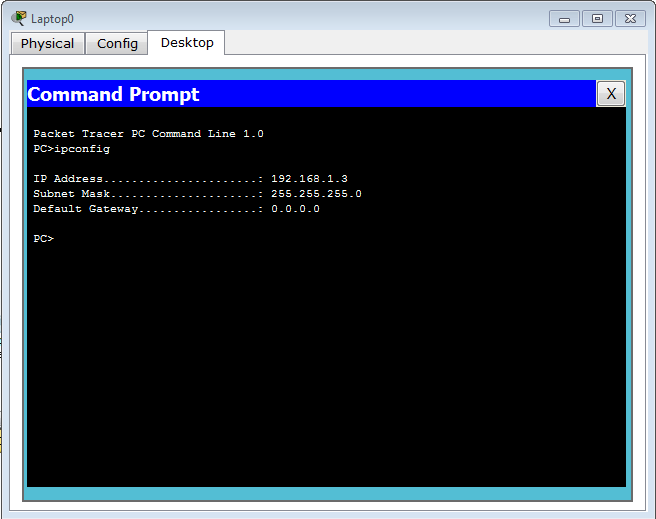 Laptop0
Physical Config Desktop
Command Prompt X
Packet Tracer PC Command Line 1.0
PC>ipconfig
IP Address......................: 192.168.1.3
Subnet Mask.....................: 255.255.255.0
Default Gateway.................: 0.0.0.0
PC>